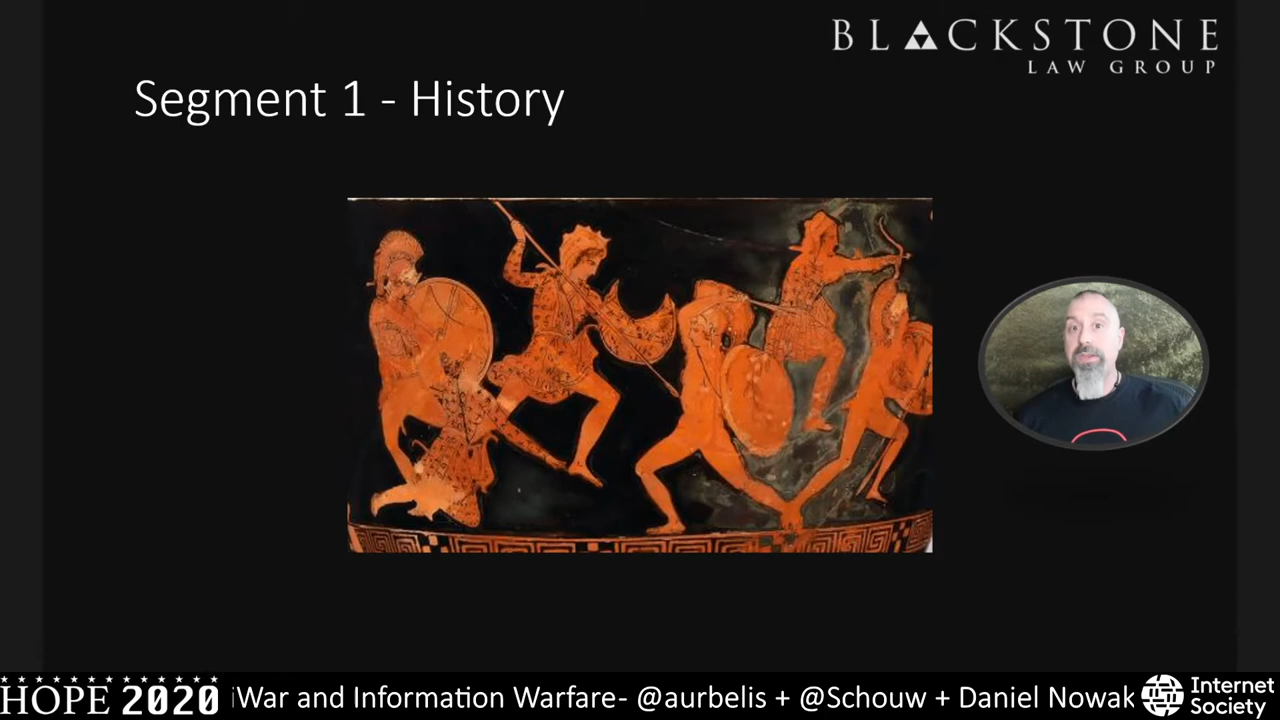 BLACKSTONE
LAW GROUP
Segment 1 - History
HOPE 2020
iWar and Information Warfare- @aurbelis + @Schouw + Daniel Nowak
Internet
Society